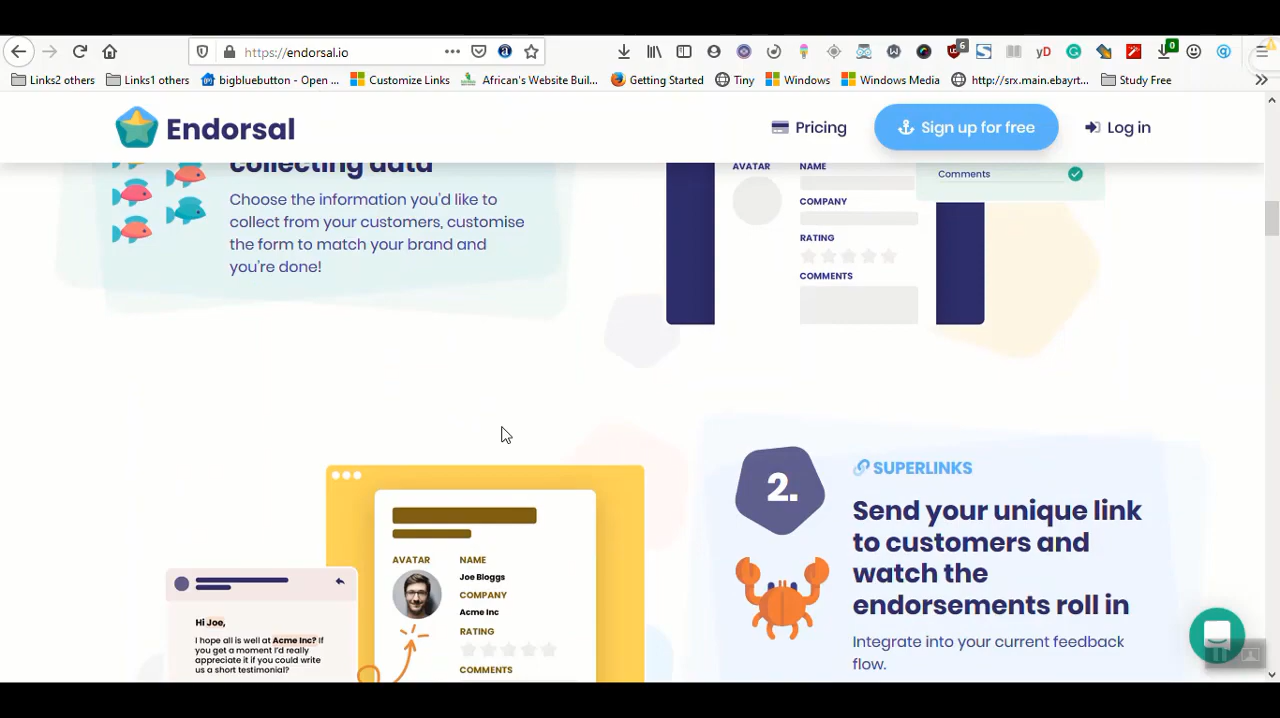 https://endorsal.io
6
yD
0
Links2 others
Links1 others
bigbluebutton - Open ...
Customize Links
African's Website Buil...
Getting Started
Tiny
Windows
Windows Media
http://srx.main.ebayrt...
Study Free
Endorsal
Pricing
Sign up for free
Log in
collecting data
Choose the information you'd like to
collect from your customers, customise
the form to match your brand and
you're done!
AVATAR
NAME
COMPANY
RATING
COMMENTS
Comments
2.
SUPERLINKS
Send your unique link
to customers and
watch the
endorsements roll in
Integrate into your current feedback
flow.
AVATAR
NAME
Joe Bloggs
COMPANY
Acme Inc
RATING
COMMENTS
Hi Joe,
I hope all is well at Acme Inc? If
you get a moment I'd really
appreciate it if you could write
us a short testimonial?